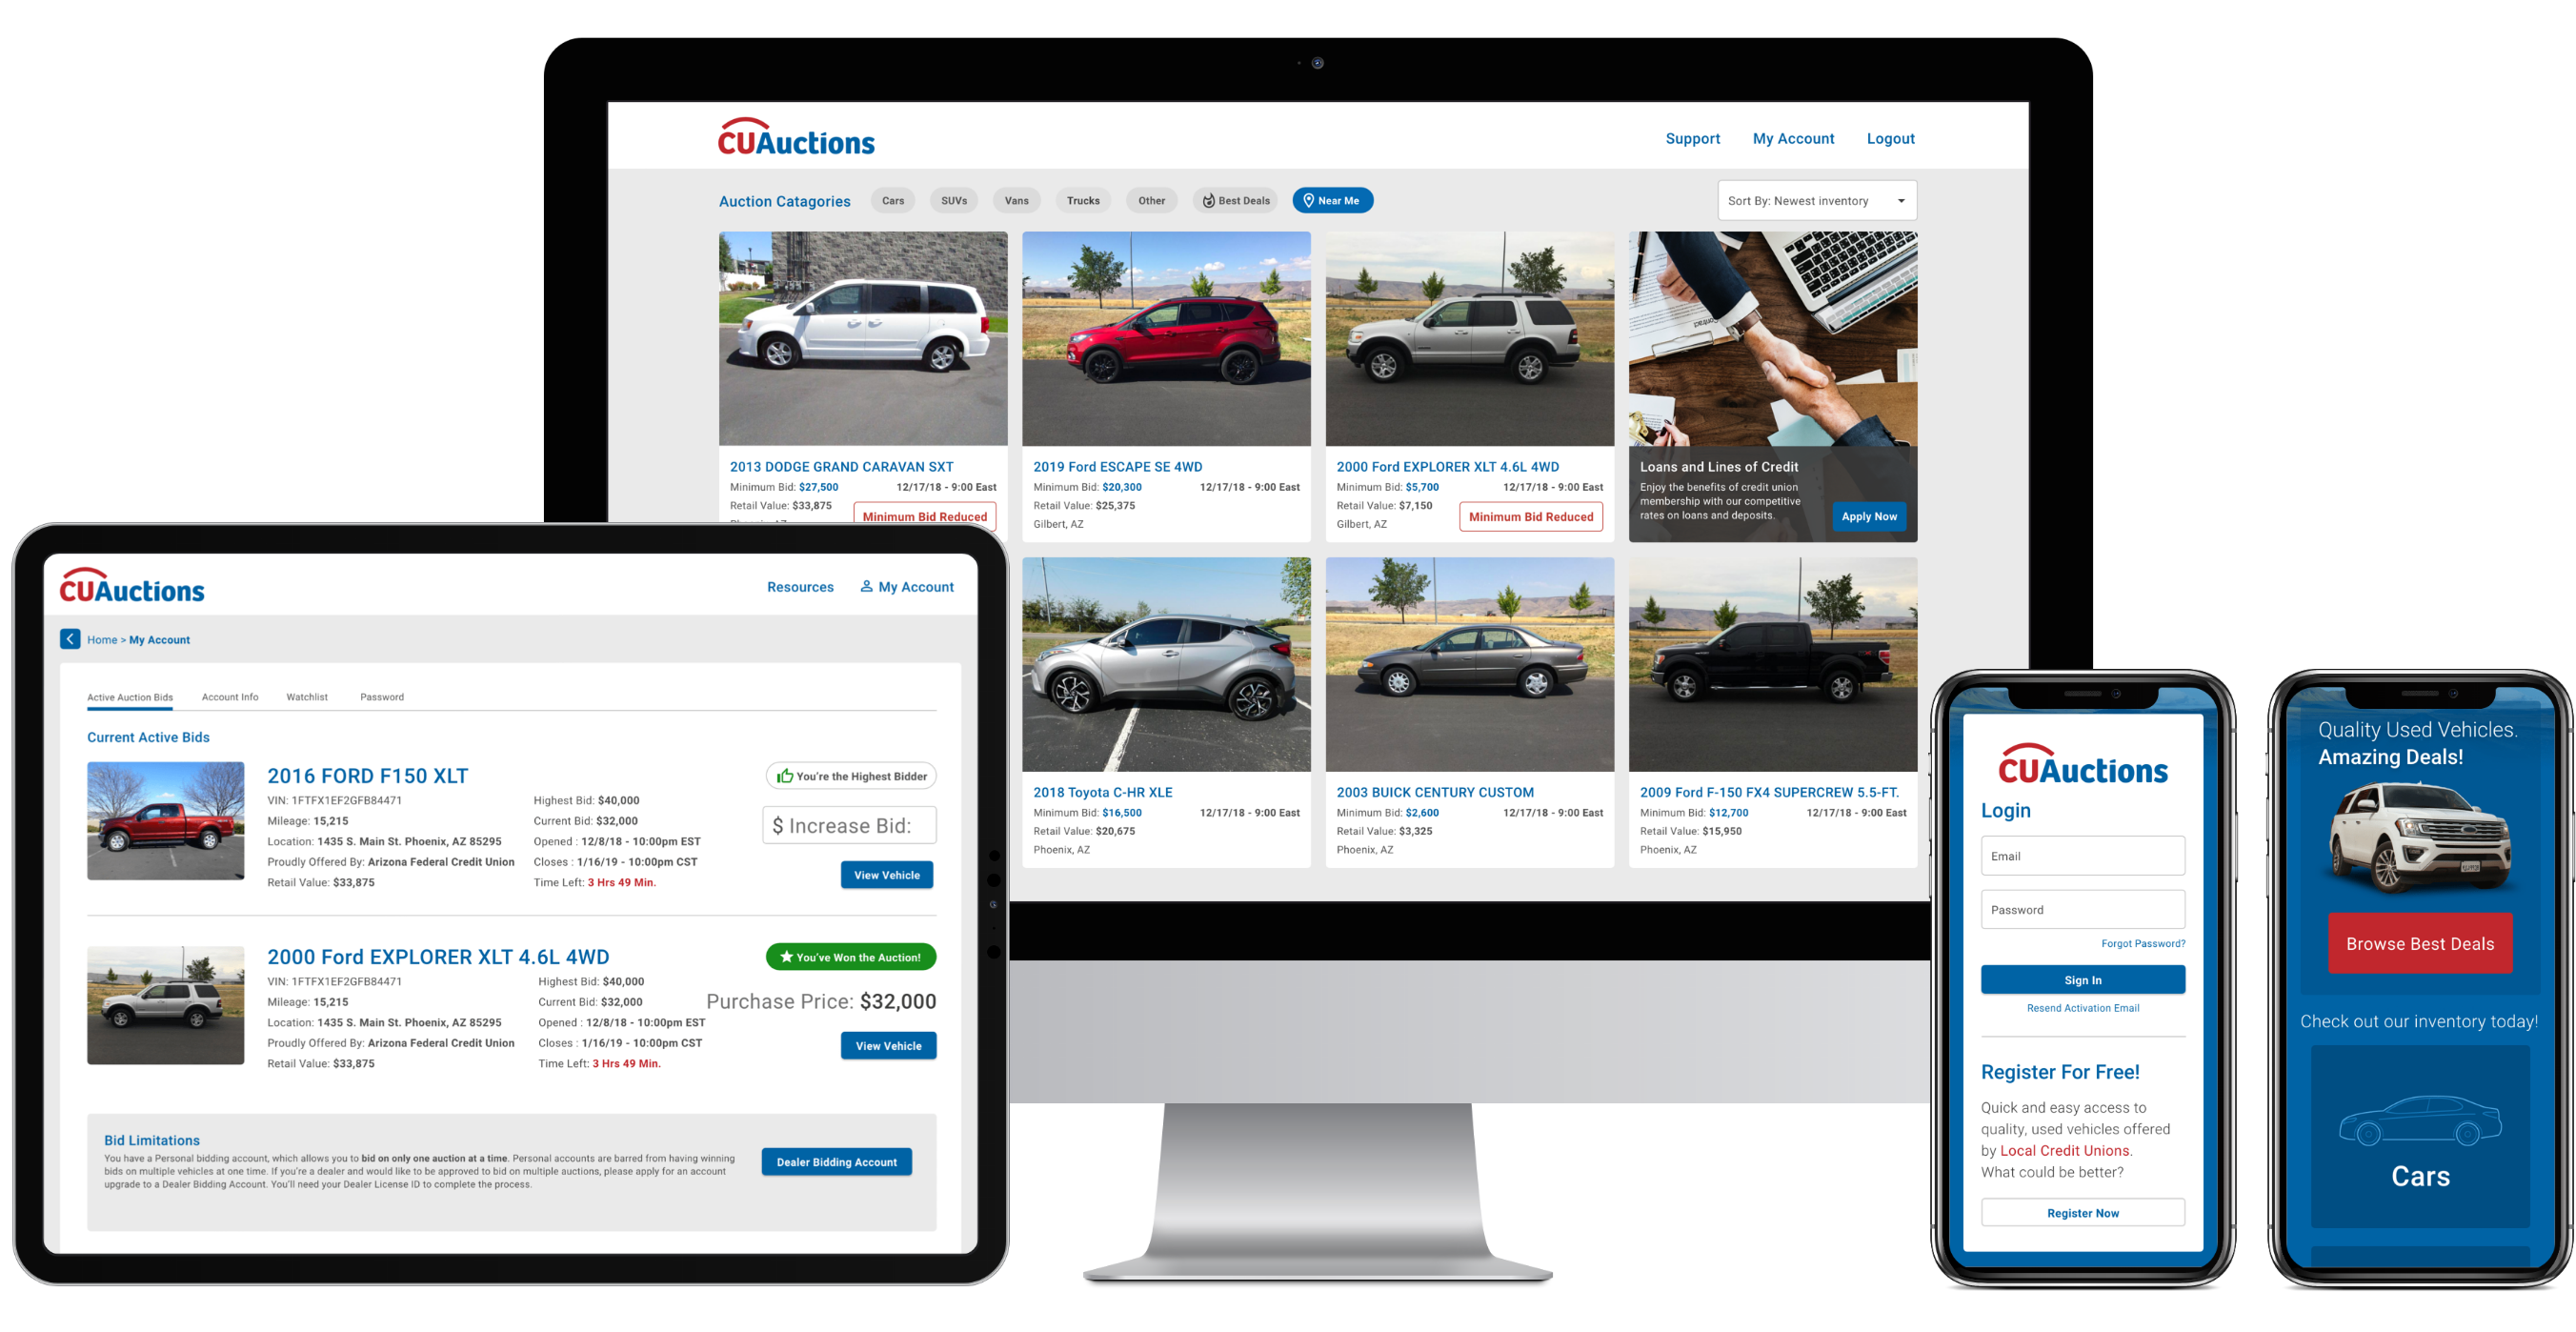 CUAuctions
Support My Account Logout
Auction Catagories Cars SUVs Vans Trucks Other Best Deals Near Me Sort By: Newest inventory
Contract
2013 DODGE GRAND CARAVAN SXT
Minimum Bid: $27,500 12/17/18 - 9:00 East
Retail Value: $33,875
Minimum Bid Reduced
2019 Ford ESCAPE SE 4WD
Minimum Bid: $20,300 12/17/18 - 9:00 East
Retail Value: $25,375
Gilbert, AZ
2000 Ford EXPLORER XLT 4.6L 4WD
Minimum Bid: $5,700 12/17/18 - 9:00 East
Retail Value: $7,150
Gilbert, AZ
Minimum Bid Reduced
Loans and Lines of Credit
Enjoy the benefits of credit union
membership with our competitive
rates on loans and deposits.
Apply Now
2018 Toyota C-HR XLE
Minimum Bid: $16,500 12/17/18 - 9:00 East
Retail Value: $20,675
Phoenix, AZ
2003 BUICK CENTURY CUSTOM
Minimum Bid: $2,600 12/17/18 - 9:00 East
Retail Value: $3,325
Phoenix, AZ
2009 Ford F-150 FX4 SUPERCREW 5.5-FT.
Minimum Bid: $12,700 12/17/18 - 9:00 East
Retail Value: $15,950
Phoenix, AZ
CUAuctions
Resources My Account
Home > My Account
Active Auction Bids Account Info Watchlist Password
Current Active Bids
2016 FORD F150 XLT
VIN: 1FTFX1EF2GFB84471
Mileage: 15,215
Location: 1435 S. Main St. Phoenix, AZ 85295
Proudly Offered By: Arizona Federal Credit Union
Retail Value: $33,875
Highest Bid: $40,000
Current Bid: $32,000
Opened : 12/8/18 - 10:00pm EST
Closes : 1/16/19 - 10:00pm CST
Time Left: 3 Hrs 49 Min.
You're the Highest Bidder
$ Increase Bid:
View Vehicle
2000 Ford EXPLORER XLT 4.6L 4WD
VIN: 1FTFX1EF2GFB84471
Mileage: 15,215
Location: 1435 S. Main St. Phoenix, AZ 85295
Proudly Offered By: Arizona Federal Credit Union
Retail Value: $33,875
Highest Bid: $40,000
Current Bid: $32,000
Opened : 12/8/18 - 10:00pm EST
Closes : 1/16/19 - 10:00pm CST
Time Left: 3 Hrs 49 Min.
You've Won the Auction!
Purchase Price: $32,000
View Vehicle
Bid Limitations
You have a Personal bidding account, which allows you to bid on only one auction at a time. Personal accounts are barred from having winning
bids on multiple vehicles at one time. If you're a dealer and would like to be approved to bid on multiple auctions, please apply for an account
upgrade to a Dealer Bidding Account. You'll need your Dealer License ID to complete the process.
Dealer Bidding Account
CUAuctions
Login
Email
Password
Forgot Password?
Sign In
Resend Activation Email
Register For Free!
Quick and easy access to
quality, used vehicles offered
by Local Credit Unions.
What could be better?
Register Now
Quality Used Vehicles.
Amazing Deals!
Browse Best Deals
Check out our inventory today!
Cars